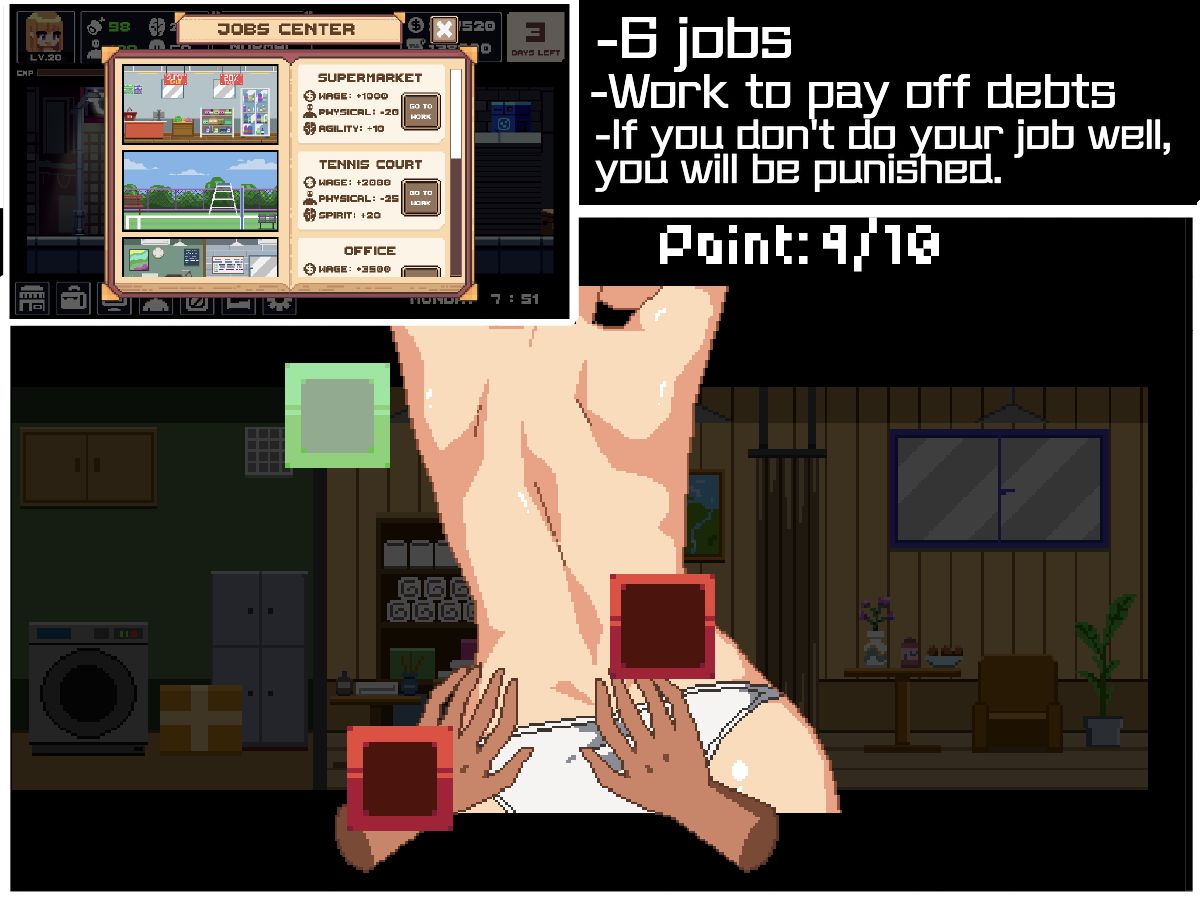 JOBS CENTER
98
520
3
DAYS LEFT
LV.20
EXP
SUPERMARKET
WAGE: +1000
PHYSICAL: -20
AGILITY: +10
GO TO
WORK
TENNIS COURT
WAGE: +2000
PHYSICAL: -25
SPIRIT: +20
GO TO
WORK
OFFICE
WAGE: +3500
7 : 51
-6 jobs
-Work to pay off debts
-If you don't do your job well,
you will be punished.
Point: 9/10